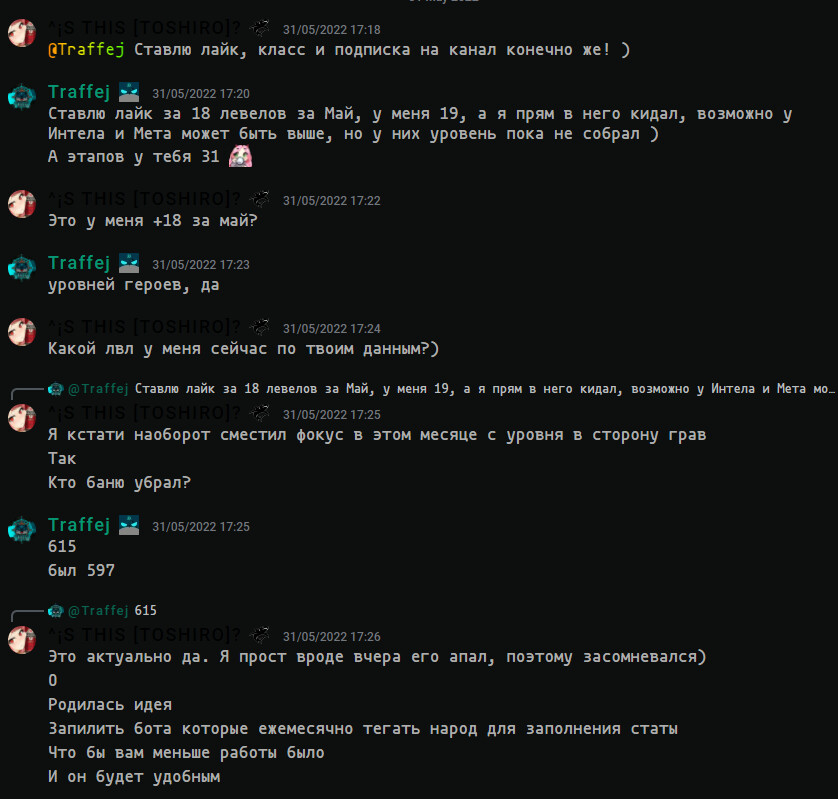 ^¡S THIS [TOSHIRO]? 31/05/2022 17:18
@Traffej Ставлю лайк, класс и подписка на канал конечно же! )
Traffej 31/05/2022 17:20
Ставлю лайк за 18 левелов за Май, у меня 19, а я прям в него кидал, возможно у
Интела и Мета может быть выше, но у них уровень пока не собрал )
А этапов у тебя 31
^¡S THIS [TOSHIRO]? 31/05/2022 17:22
Это у меня +18 за май?
Traffej 31/05/2022 17:23
уровней героев, да
^¡S THIS [TOSHIRO]? 31/05/2022 17:24
Какой лвл у меня сейчас по твоим данным?)
@Traffej Ставлю лайк за 18 левелов за Май, у меня 19, а я прям в него кидал, возможно у Интела и Мета мо…
^¡S THIS [TOSHIRO]? 31/05/2022 17:25
Я кстати наоборот сместил фокус в этом месяце с уровня в сторону грав
Так
Кто баню убрал?
Traffej 31/05/2022 17:25
615
был 597
@Traffej 615
^¡S THIS [TOSHIRO]? 31/05/2022 17:26
Это актуально да. Я прост вроде вчера его апал, поэтому засомневался)
О
Родилась идея
Запилить бота которые ежемесячно тегать народ для заполнения статы
Что бы вам меньше работы было
И он будет удобным